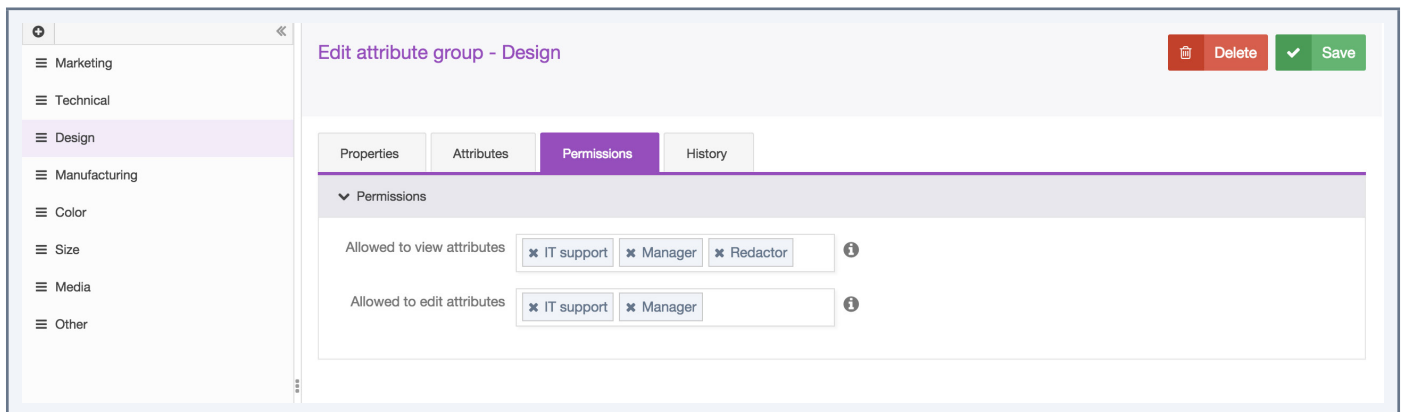 Marketing
Technical
Design
Manufacturing
Color
Size
Media
Other
Edit attribute group - Design
Delete
Save
Properties Attributes Permissions History
Permissions
Allowed to view attributes IT support Manager Redactor
Allowed to edit attributes IT support Manager